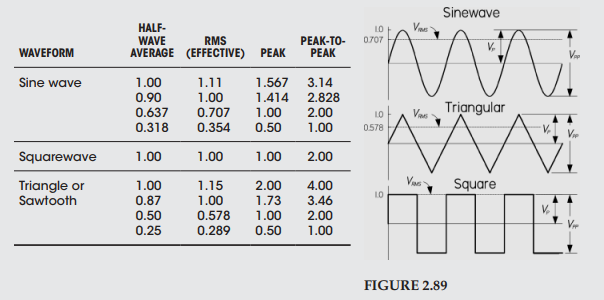 HALF-
WAVE RMS PEAK-TO-
WAVEFORM AVERAGE (EFFECTIVE) PEAK PEAK
Sine wave 1.00 1.11 1.567 3.14
0.90 1.00 1.414 2.828
0.637 0.707 1.00 2.00
0.318 0.354 0.50 1.00
Squarewave 1.00 1.00 1.00 2.00
Triangle or 1.00 1.15 2.00 4.00
Sawtooth 0.87 1.00 1.73 3.46
0.50 0.578 1.00 2.00
0.25 0.289 0.50 1.00
Sinewave
1.0 VRMS
0.707 VP
VPP
Triangular
1.0 VRMS
0.578 VP VPP
Square
VRMS
1.0
VP VPP
FIGURE 2.89